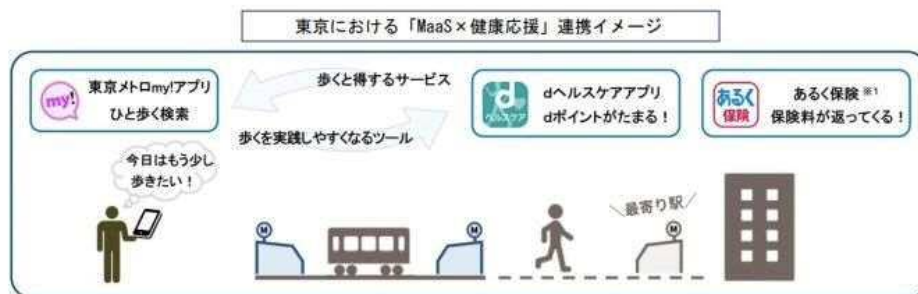 東京における「MaaS×健康応援」連携イメージ
my!
東京メトロmy!アプリ
ひと歩く検索
歩くと得するサービス
歩くを実践しやすくなるツール
d
ヘルスケア
dヘルスケアアプリ
dポイントがたまる！
あるく
保険
あるく保険※1
保険料が返ってくる！
今日はもう少し
歩きたい！
M
M
＼最寄り駅／
M